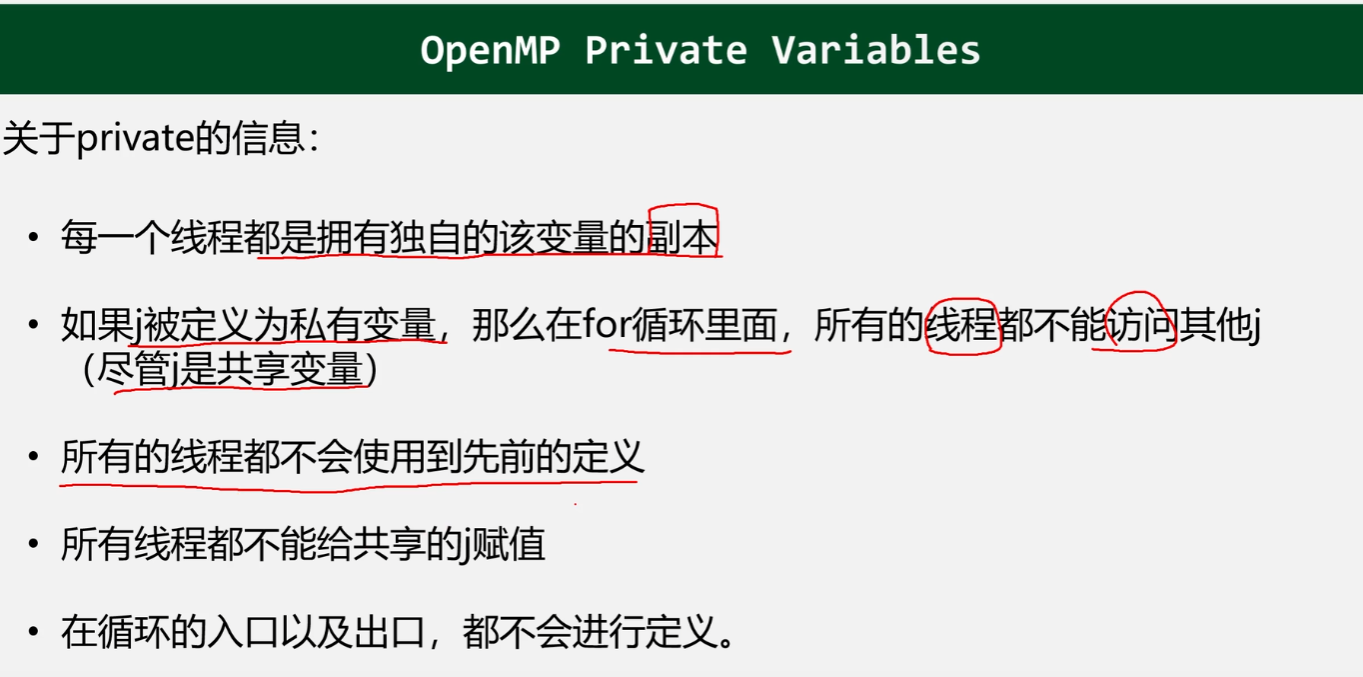 OpenMP Private Variables
关于private的信息：
• 每一个线程都是拥有独自的该变量的副本
• 如果j被定义为私有变量，那么在for循环里面，所有的线程都不能访问其他j
（尽管j是共享变量）
• 所有的线程都不会使用到先前的定义
• 所有线程都不能给共享的j赋值
• 在循环的入口以及出口，都不会进行定义。